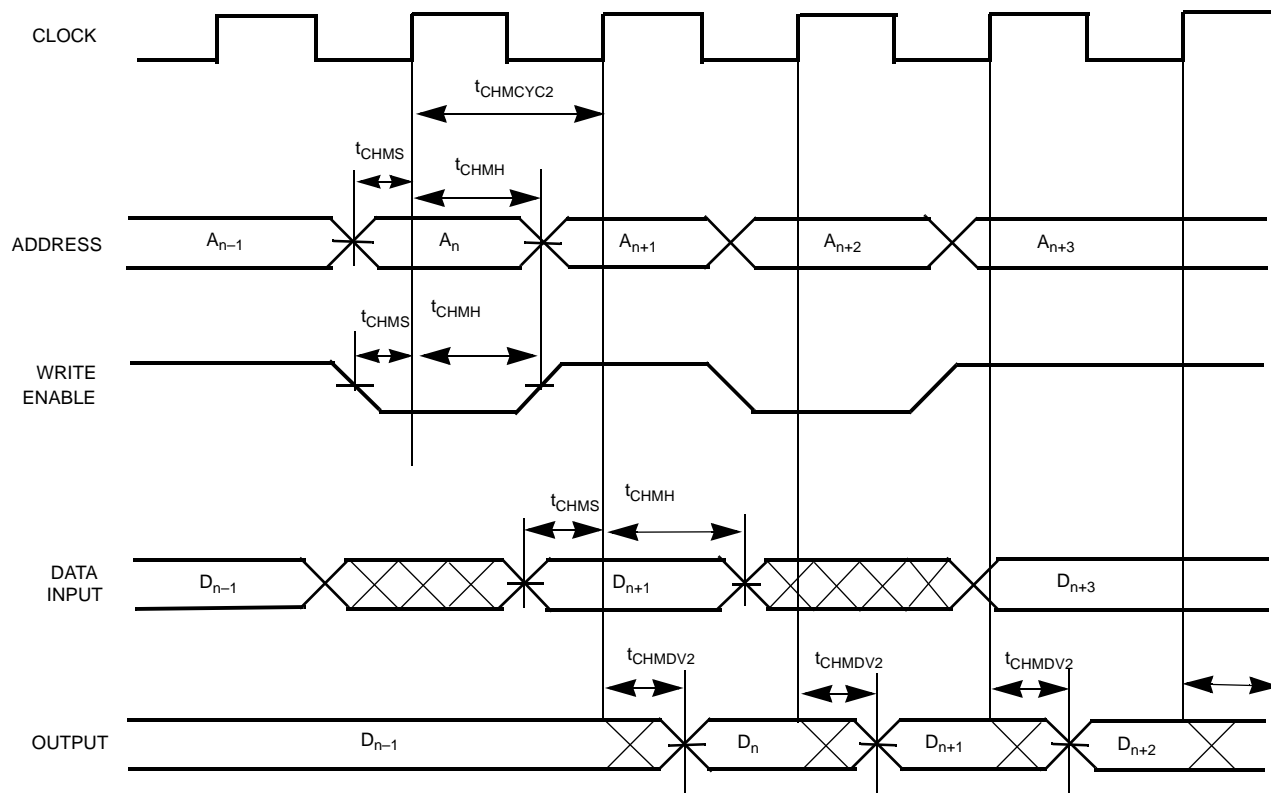 CLOCK
tCHMCYC2
tCHMS
tCHMH
ADDRESS
An–1
An
An+1
An+2
An+3
tCHMS
tCHMH
WRITE
ENABLE
tCHMS
tCHMH
DATA
INPUT
Dn–1
Dn+1
Dn+3
tCHMDV2
tCHMDV2
tCHMDV2
OUTPUT
Dn–1
Dn
Dn+1
Dn+2